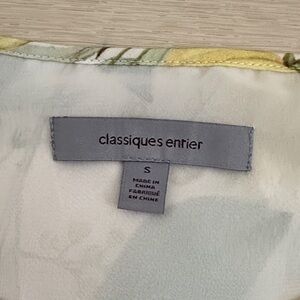 classiques entier
S
MADE IN
CHINA
FABRIQUÉ
EN CHINE